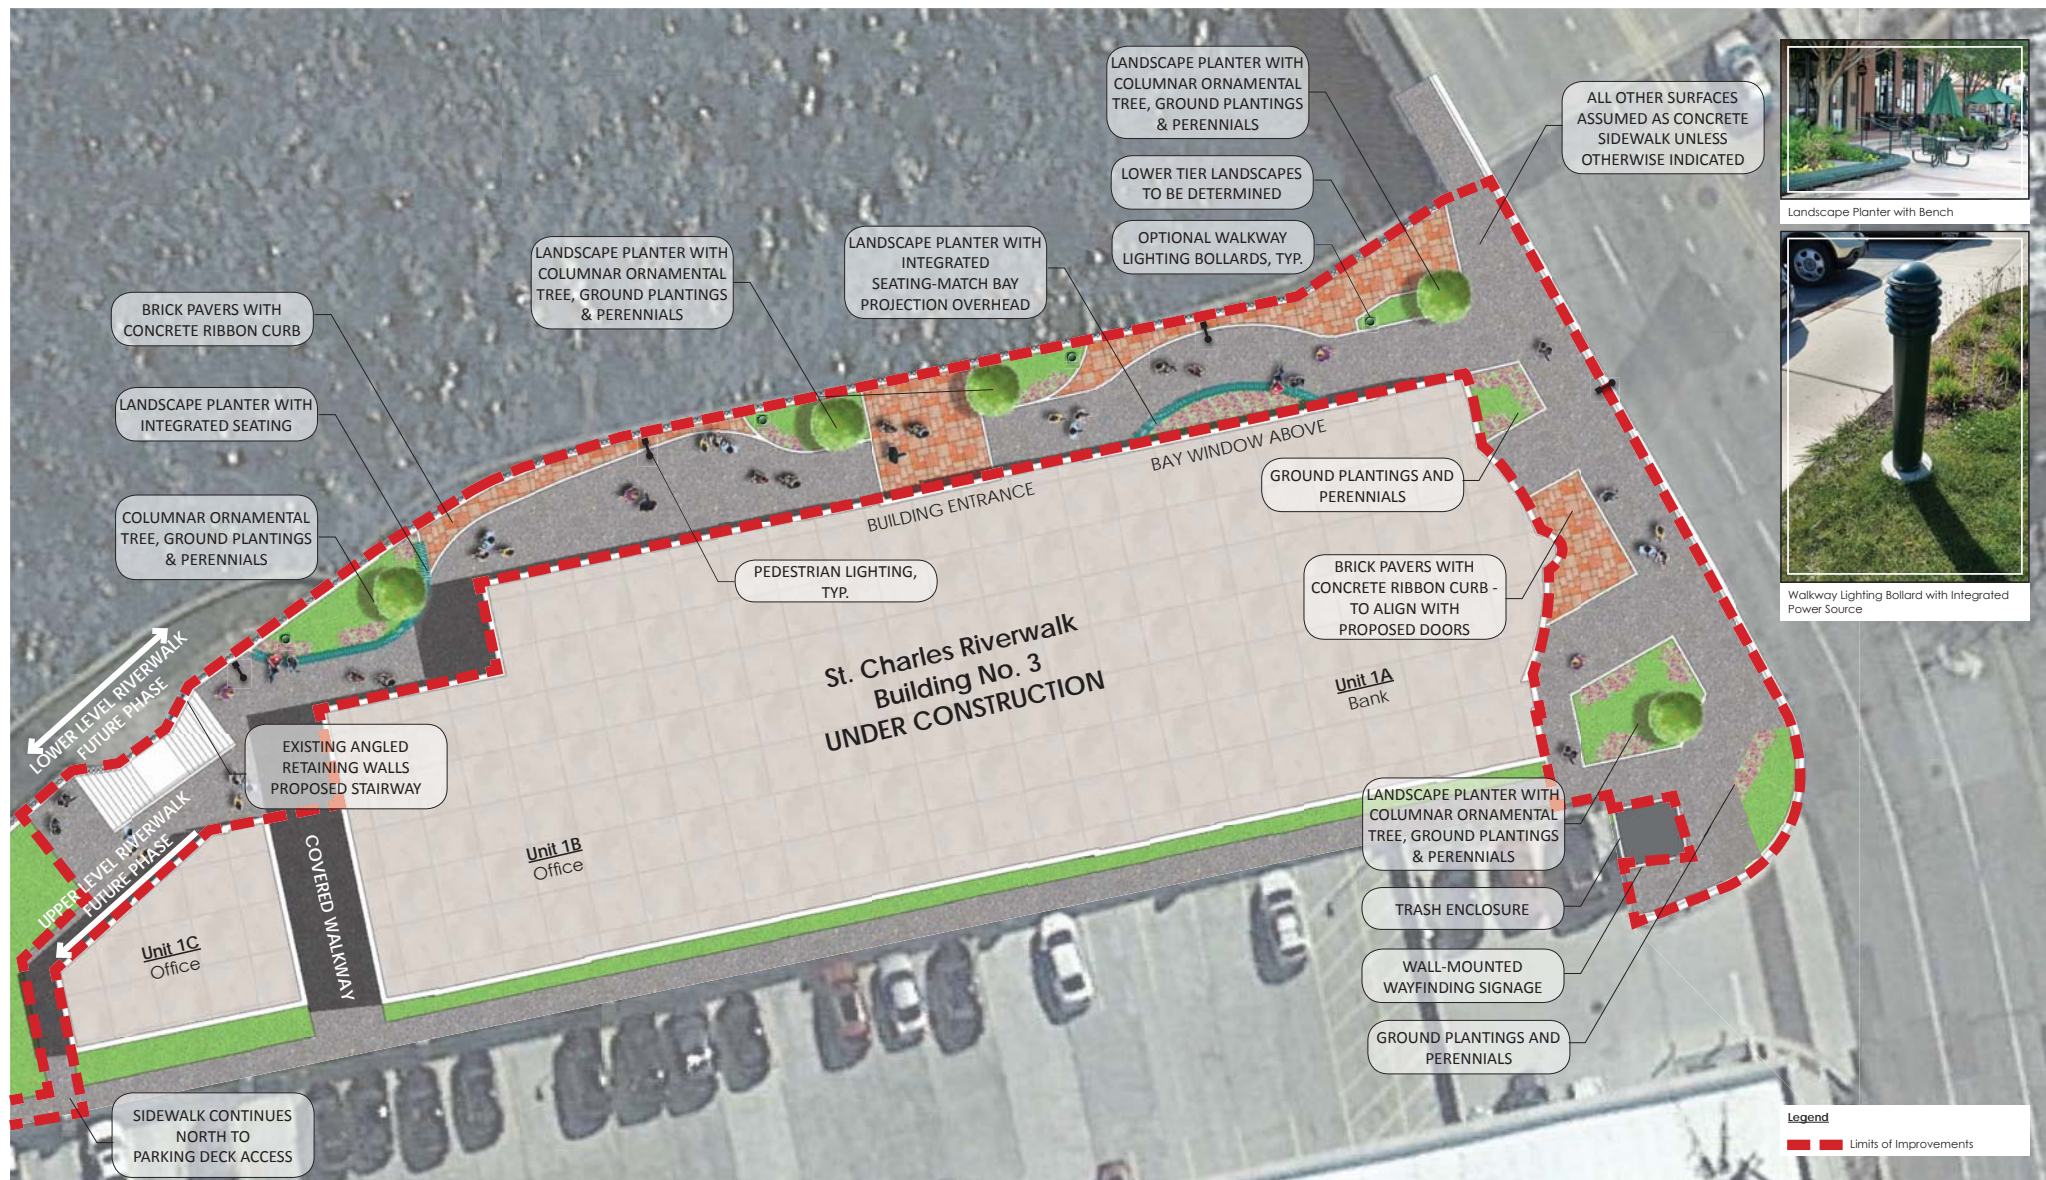 LANDSCAPE PLANTER WITH
COLUMNAR ORNAMENTAL
TREE, GROUND PLANTINGS
& PERENNIALS
ALL OTHER SURFACES
ASSUMED AS CONCRETE
SIDEWALK UNLESS
OTHERWISE INDICATED
LOWER TIER LANDSCAPES
TO BE DETERMINED
OPTIONAL WALKWAY
LIGHTING BOLLARDS, TYP.
LANDSCAPE PLANTER WITH
INTEGRATED
SEATING-MATCH BAY
PROJECTION OVERHEAD
LANDSCAPE PLANTER WITH
COLUMNAR ORNAMENTAL
TREE, GROUND PLANTINGS
& PERENNIALS
BRICK PAVERS WITH
CONCRETE RIBBON CURB
LANDSCAPE PLANTER WITH
INTEGRATED SEATING
COLUMNAR ORNAMENTAL
TREE, GROUND PLANTINGS
& PERENNIALS
Landscape Planter with Bench
Walkway Lighting Bollard with Integrated
Power Source
BAY WINDOW ABOVE
BUILDING ENTRANCE
GROUND PLANTINGS AND
PERENNIALS
PEDESTRIAN LIGHTING,
TYP.
BRICK PAVERS WITH
CONCRETE RIBBON CURB -
TO ALIGN WITH
PROPOSED DOORS
St. Charles Riverwalk
Building No. 3
UNDER CONSTRUCTION
Unit 1A
Bank
LOWER LEVEL RIVERWALK
FUTURE PHASE
EXISTING ANGLED
RETAINING WALLS
PROPOSED STAIRWAY
UPPER LEVEL RIVERWALK
FUTURE PHASE
COVERED WALKWAY
Unit 1B
Office
Unit 1C
Office
LANDSCAPE PLANTER WITH
COLUMNAR ORNAMENTAL
TREE, GROUND PLANTINGS
& PERENNIALS
TRASH ENCLOSURE
WALL-MOUNTED
WAYFINDING SIGNAGE
GROUND PLANTINGS AND
PERENNIALS
SIDEWALK CONTINUES
NORTH TO
PARKING DECK ACCESS
Legend
Limits of Improvements